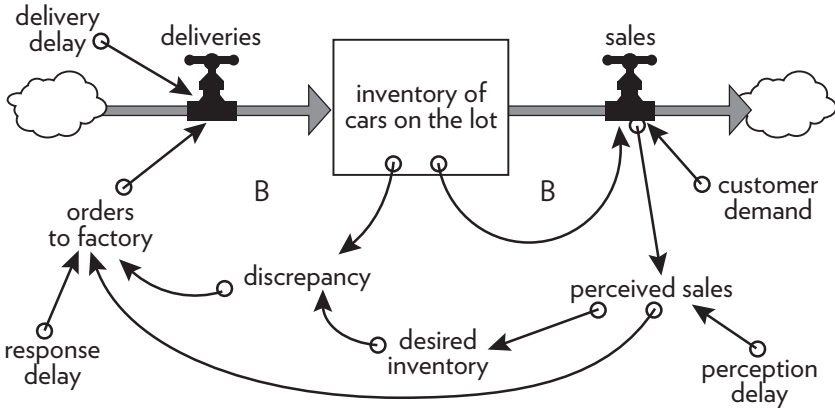 delivery
delay
deliveries
sales
inventory of
cars on the lot
B
B
customer
demand
orders
to factory
discrepancy
perceived sales
desired
inventory
response
delay
perception
delay